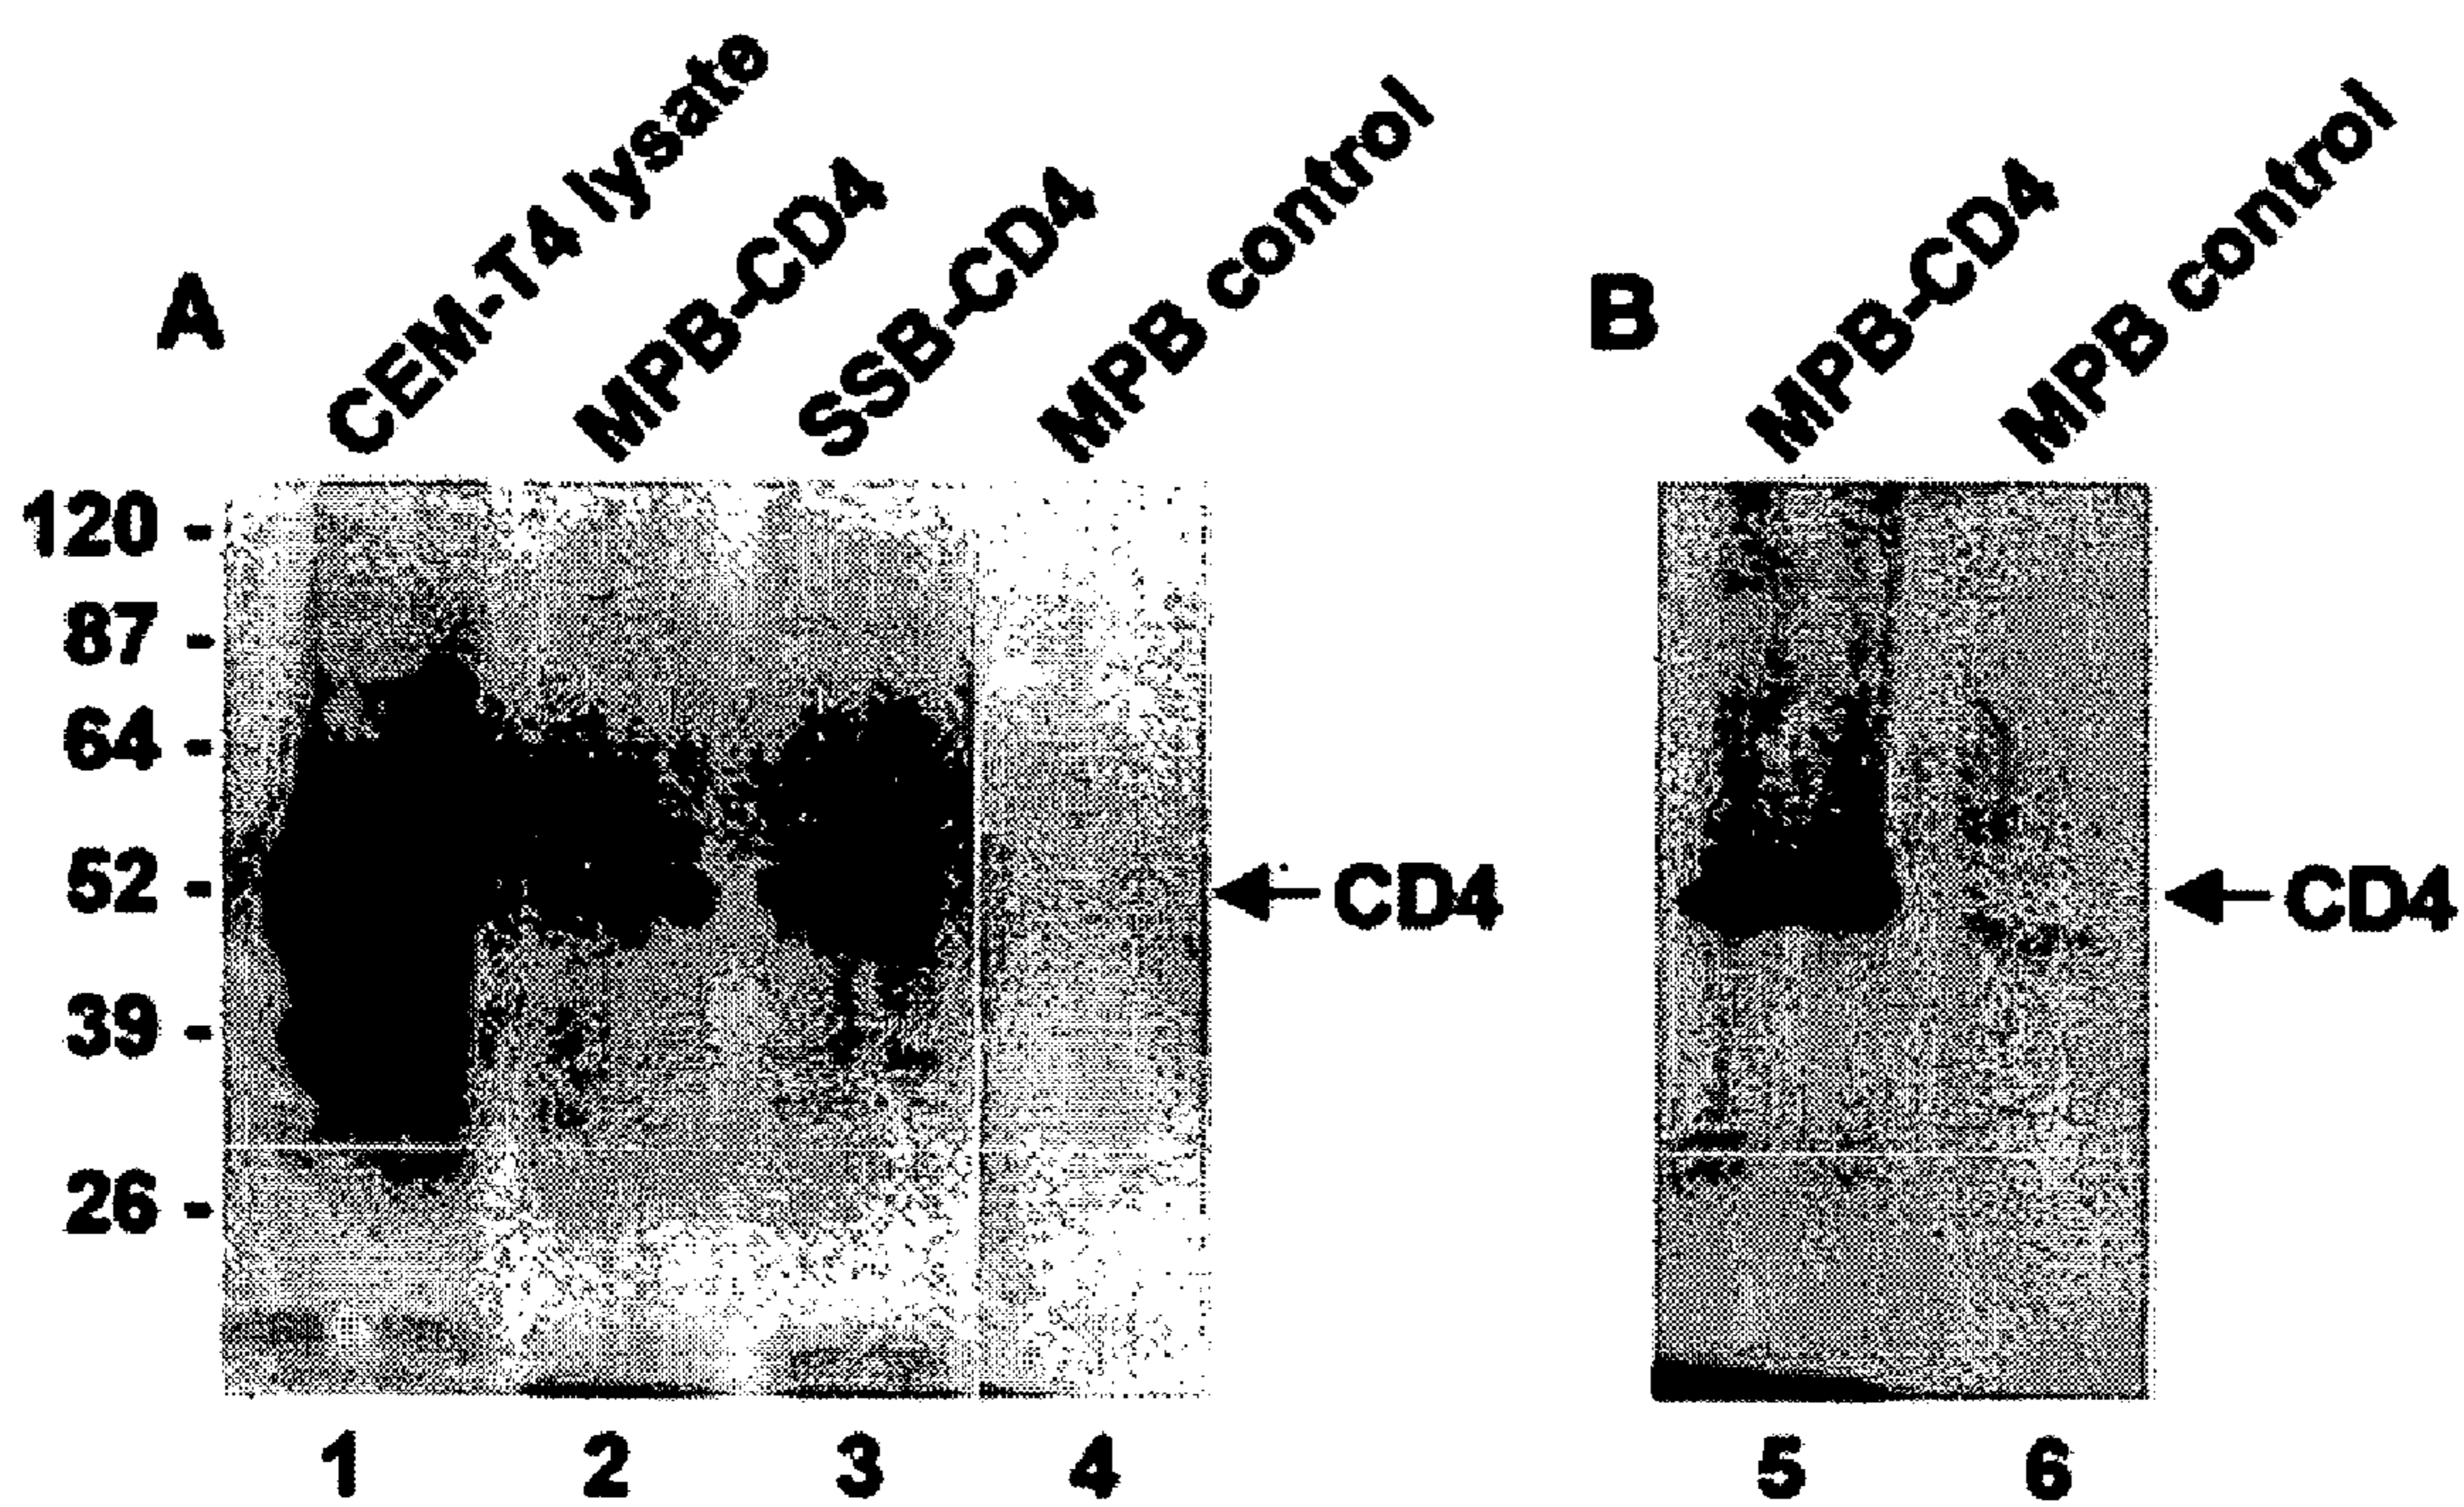 A
CEM-T4 lysate
MPB-CD4
SSB-CD4
MPB control
120 -
87 -
64 -
52 -
39 -
26 -
CD4
1 2 3 4
B
MPB-CD4
MPB control
CD4
5 6